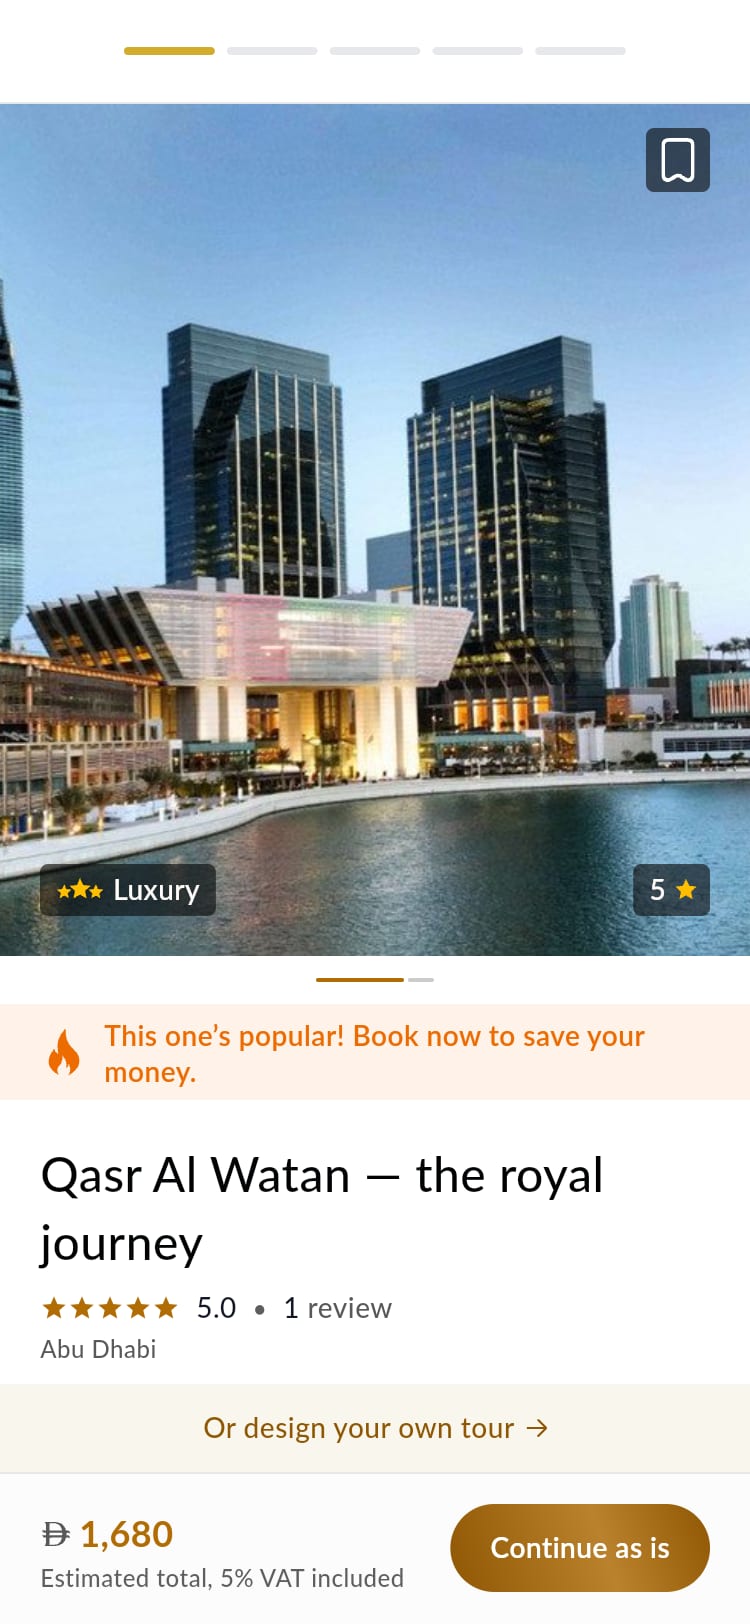 Luxury
5
This one’s popular! Book now to save your
money.
Qasr Al Watan — the royal
journey
5.0 • 1 review
Abu Dhabi
Or design your own tour →
1,680
Continue as is
Estimated total, 5% VAT included